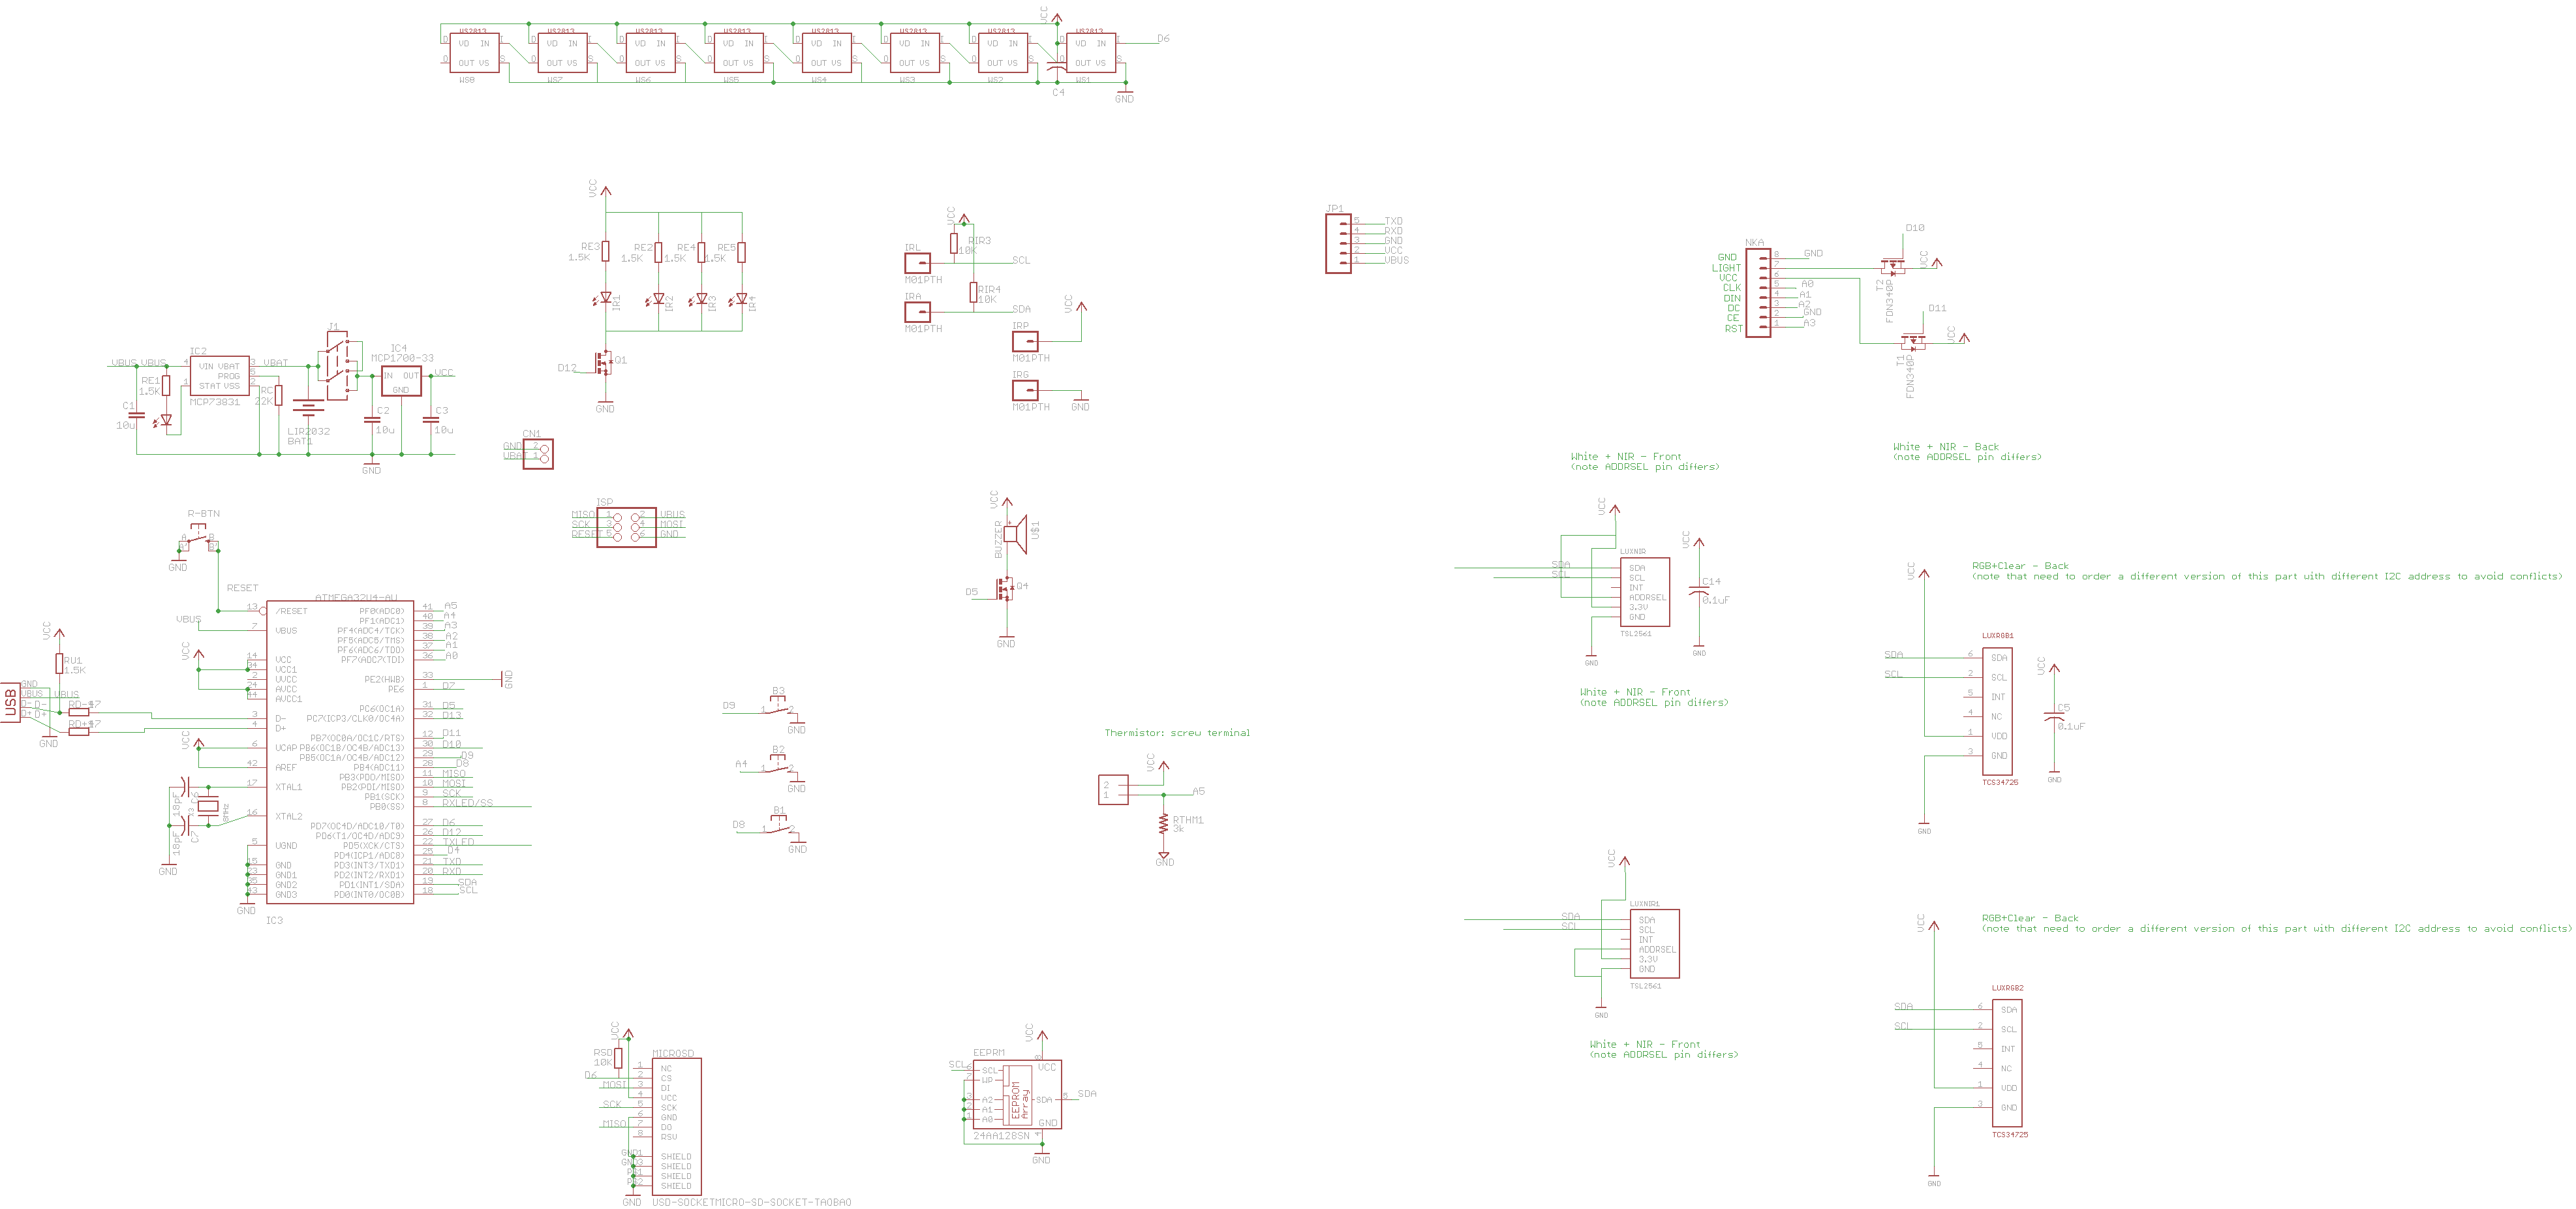 VCC
WS2813 WS2813 WS2813 WS2813 WS2813 WS2813 WS2813 WS2813
VD IN VD IN VD IN VD IN VD IN VD IN VD IN VD IN D6
OUT VS OUT VS OUT VS OUT VS OUT VS OUT VS OUT VS OUT VS
WS8 WS7 WS6 WS5 WS4 WS3 WS2 WS1
C4 GND
VCC
RE3 1.5K
RE2 1.5K
RE4 1.5K
RE5 1.5K
IR1 IR2 IR3 IR4
D12 Q1
GND
VCC
RIR3 10K
IRL SCL
M01PTH
RIR4 10K
IRA SDA
M01PTH
VCC
IRP
M01PTH
IRG
M01PTH
GND
JP1
5 TXD
4 RXD
3 GND
2 VCC
1 VBUS
NKA
GND 8 GND
LIGHT 7
VCC 6
CLK 5 A0
DIN 4 A1
DC 3 A2
CE 2 GND
RST 1 A3
D10
T2
FDN340P
VCC
D11
T1
FDN340P
VCC
J1
VBUS VBUS
IC2
4 VIN VBAT 3 VBAT
PROG 5
1 STAT VSS 2
MCP73831
RE1
1.5K
C1
10u
RC
22K
LIR2032
BAT1
IC4
MCP1700-33
IN OUT
GND
VCC
C2
10u
C3
10u
GND
CN1
GND 2
VBAT 1
White + NIR - Front
(note ADDRSEL pin differs)
White + NIR - Back
(note ADDRSEL pin differs)
ISP
MISO 1 2 VBUS
SCK 3 4 MOSI
RESET 5 6 GND
VCC
BUZZER
U$1
D5 Q4
GND
R-BTN
GND
RESET
ATMEGA32U4-AU
13 /RESET
VBUS
7 VBUS
VCC
14 VCC
34 VCC1
2 UVCC
24 AVCC
44 AVCC1
3 D-
4 D+
VCC
6 UCAP
42 AREF
17 XTAL1
16 XTAL2
5 UGND
15 GND
23 GND1
35 GND2
43 GND3
GND
IC3
PF0(ADC0) 41 A5
PF1(ADC1) 40 A4
PF4(ADC4/TCK) 39 A3
PF5(ADC5/TMS) 38 A2
PF6(ADC6/TDO) 37 A1
PF7(ADC7(TDI) 36 A0
PE2(HWB) 33 GND
PE6 1 D7
PC6(OC1A) 31 D5
PC7(ICP3/CLK0/OC4A) 32 D13
PB7(OC0A/OC1C/RTS) 12 D11
PB6(OC1B/OC4B/ADC13) 30 D10
PB5(OC1A/OC4B/ADC12) 29 D9
PB4(ADC11) 28 D8
PB3(PDO/MISO) 11 MISO
PB2(PDI/MISO) 10 MOSI
PB1(SCK) 9 SCK
PB0(SS) 8 RXLED/SS
PD7(OC4D/ADC10/T0) 27 D6
PD6(T1/OC4D/ADC9) 26 D12
PD5(XCK/CTS) 22 TXLED
PD4(ICP1/ADC8) 25 D4
PD3(INT3/TXD1) 21 TXD
PD2(INT2/RXD1) 20 RXD
PD1(INT1/SDA) 19 SDA
PD0(INT0/OC0B) 18 SCL
VCC
RU1
1.5K
USB
GND
VBUS VBUS
D- D-
D+ D+
RD-
RD+
GND
18pF
18pF
C7
8MHz
GND
B3
D9 1 2
GND
B2
A4 1 2
GND
B1
D8 1 2
GND
Thermistor: screw terminal
VCC
2
1 A5
RTHM1
3k
GND
VCC
LUXNIR
SDA SDA
SCL SCL
INT
ADDRSEL
3.3V
GND
TSL2561
GND
VCC
C14
0.1uF
GND
White + NIR - Front
(note ADDRSEL pin differs)
RGB+Clear - Back
(note that need to order a different version of this part with different I2C address to avoid conflicts)
VCC
LUXRGB1
SDA 6 SDA
SCL 2 SCL
5 INT
4 NC
1 VDD
3 GND
TCS34725
GND
VCC
C5
0.1uF
GND
VCC
LUXNIR1
SDA SDA
SCL SCL
INT
ADDRSEL
3.3V
GND
TSL2561
GND
White + NIR - Front
(note ADDRSEL pin differs)
RGB+Clear - Back
(note that need to order a different version of this part with different I2C address to avoid conflicts)
VCC
LUXRGB2
SDA 6 SDA
SCL 2 SCL
5 INT
4 NC
1 VDD
3 GND
TCS34725
GND
VCC
RSD
10K
MICROSD
1 NC
D6 2 CS
MOSI 3 DI
4 VCC
SCK 5 SCK
6 GND
MISO 7 DO
8 RSV
GND1 SHIELD
GND3 SHIELD
SHIELD
SHIELD
GND
USD-SOCKETMICRO-SD-SOCKET-TAOBAO
VCC
EEPRM
8 VCC
SCL 6 SCL
7 WP
3 A2
2 A1
1 A0
EEPROM
Array
SDA 5 SDA
GND
4
24AA128SN
GND